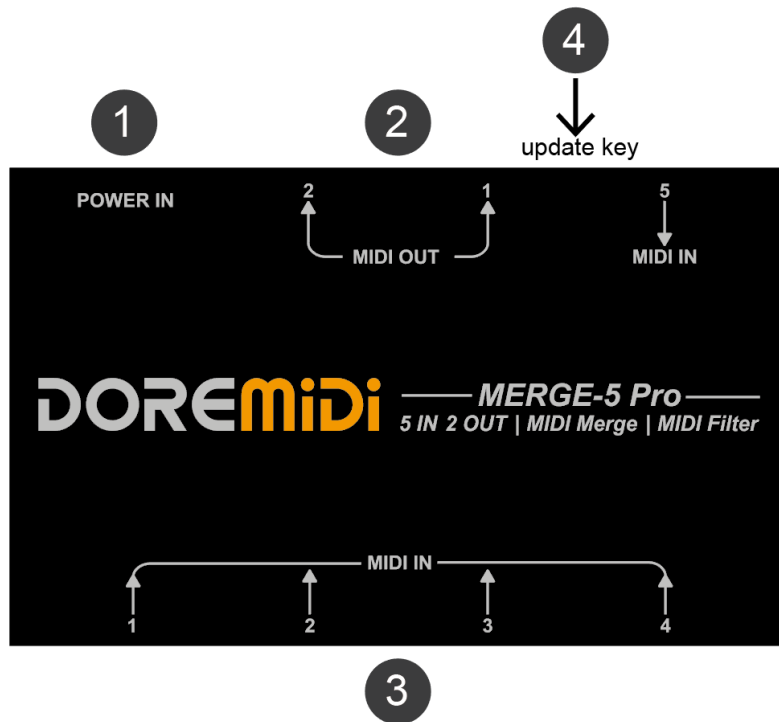 4
1
2
update key
POWER IN
2
1
5
MIDI OUT
MIDI IN
DOREMiDi
MERGE-5 Pro
5 IN 2 OUT | MIDI Merge | MIDI Filter
MIDI IN
1
2
3
4
3